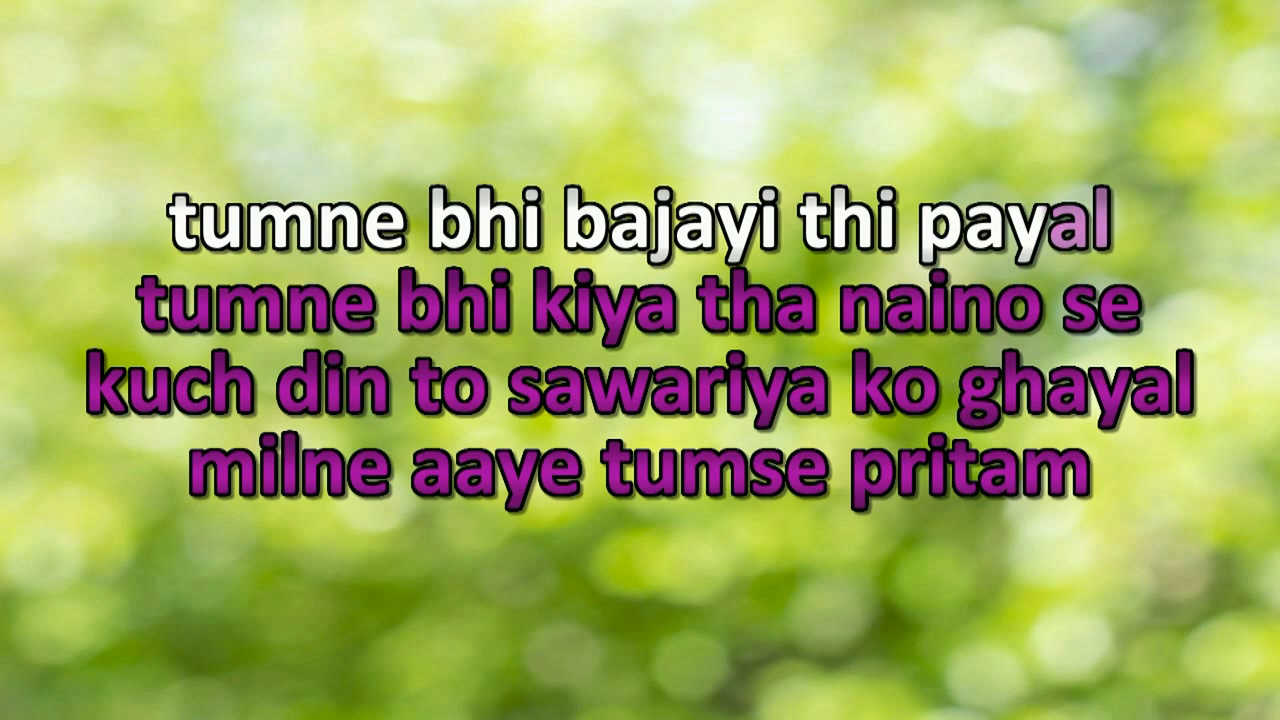 tumne bhi bajayi thi payal
tumne bhi kiya tha naino se
kuch din to sawariya ko ghayal
milne aaye tumse pritam